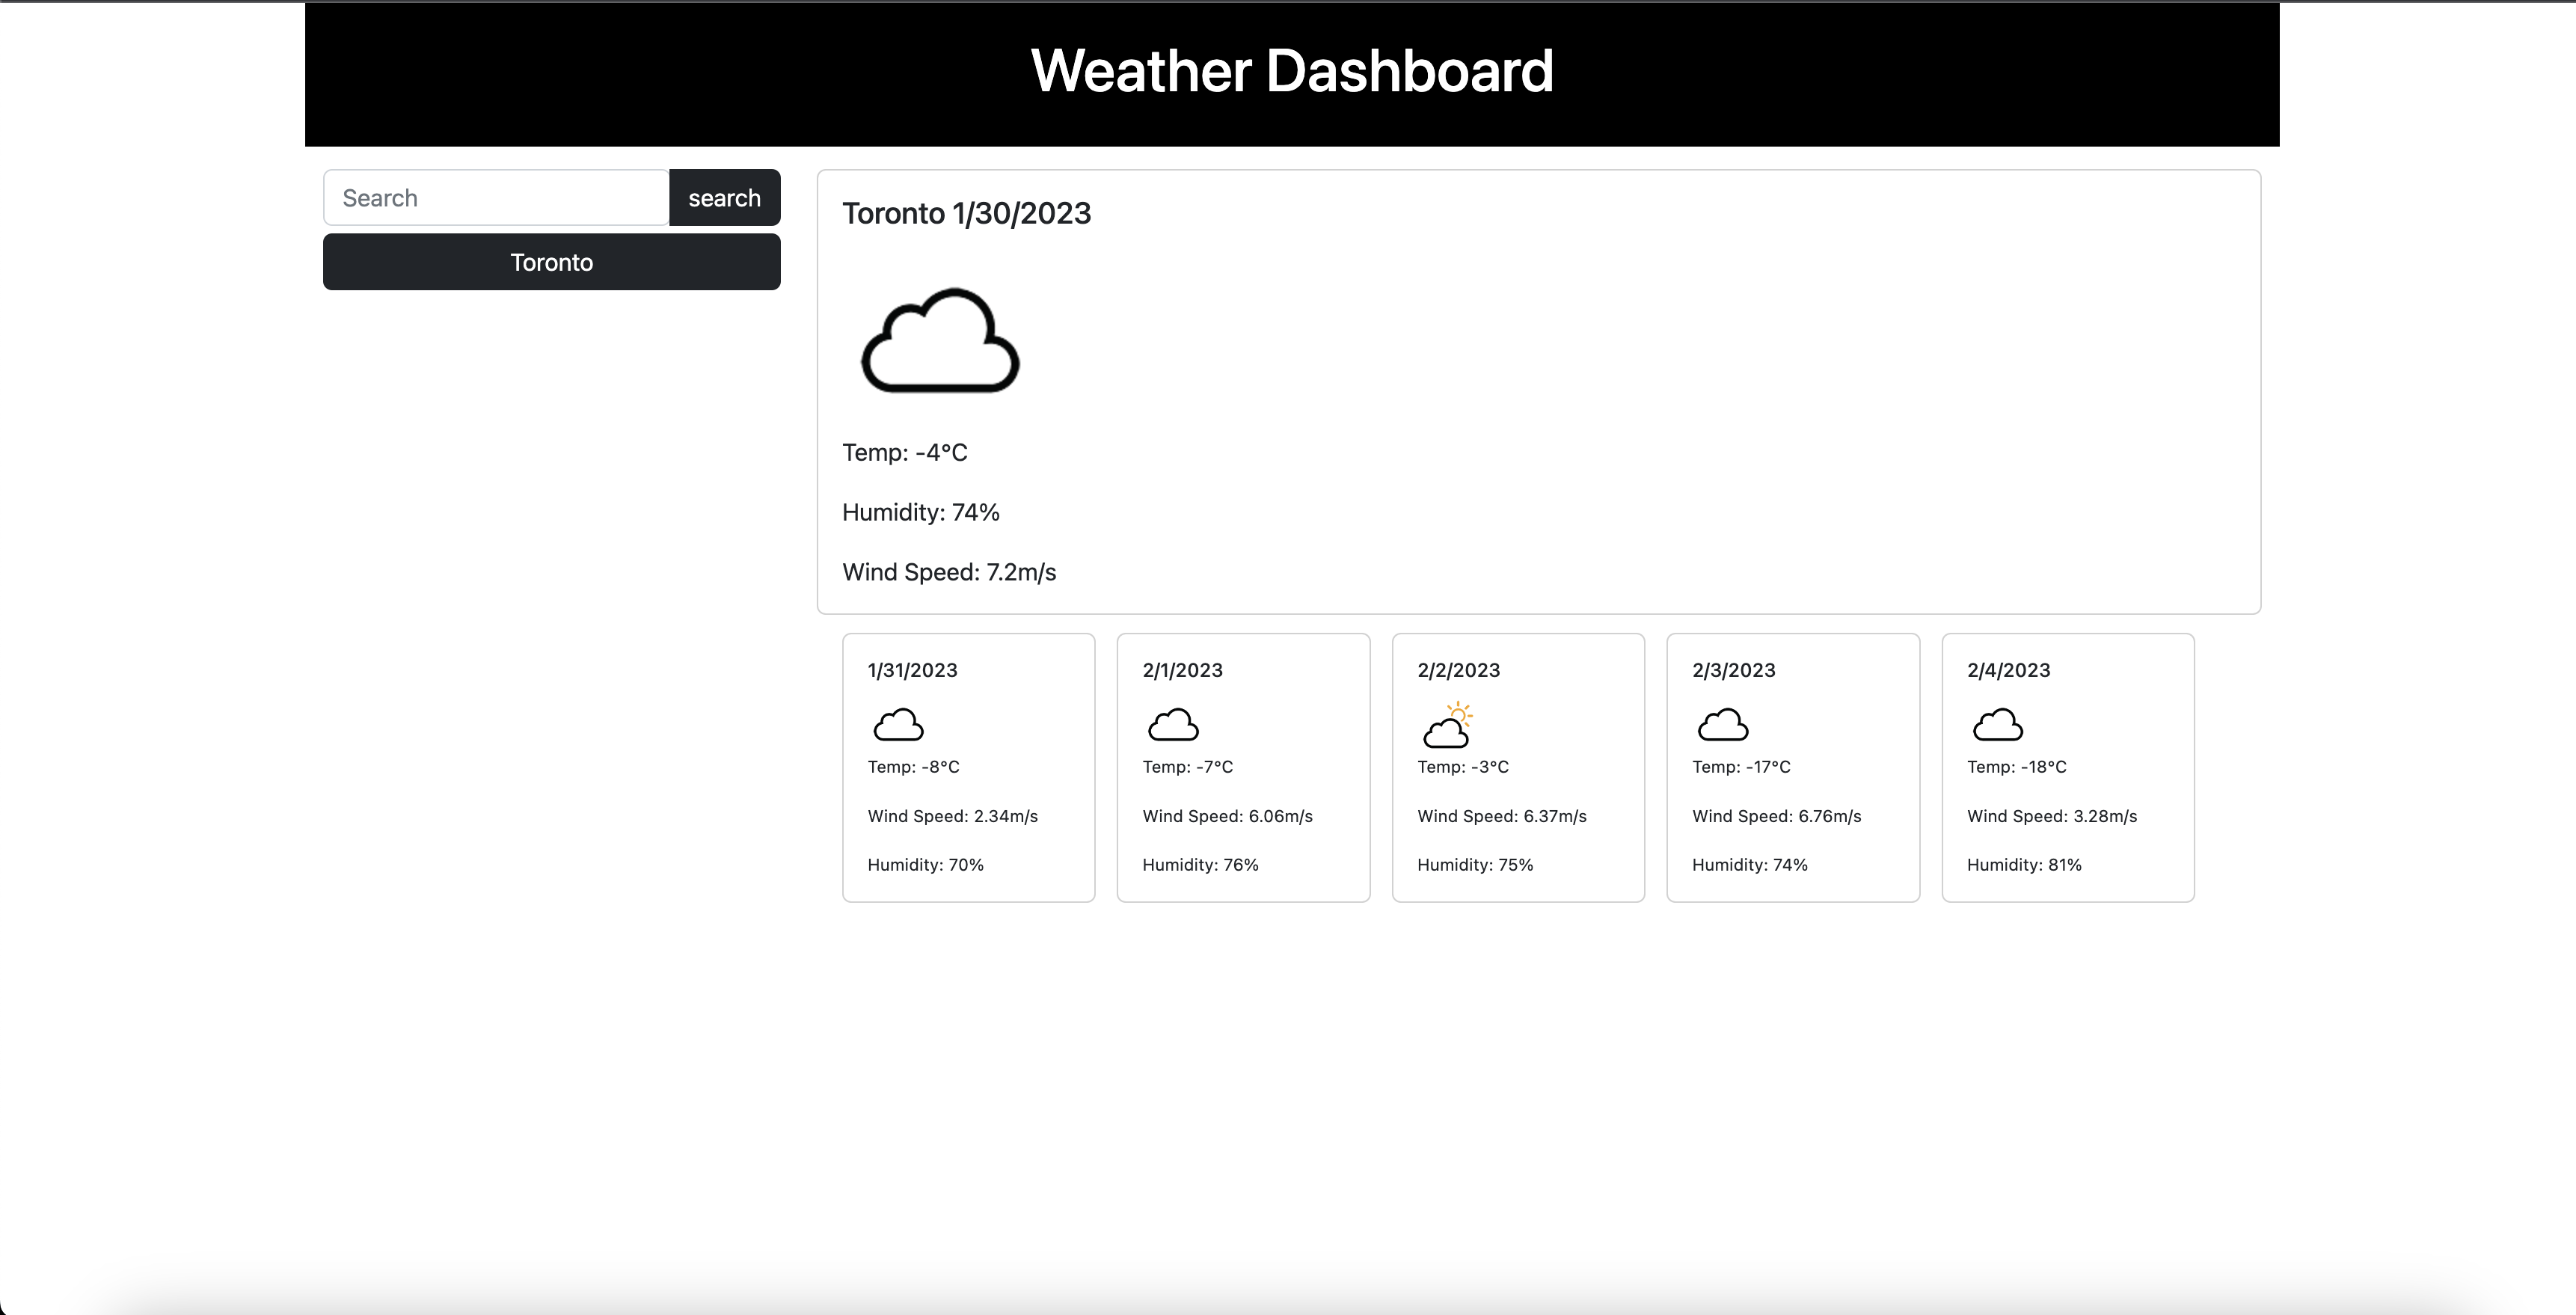 Weather Dashboard
Search
search
Toronto
Toronto 1/30/2023
Temp: -4°C
Humidity: 74%
Wind Speed: 7.2m/s
1/31/2023
Temp: -8°C
Wind Speed: 2.34m/s
Humidity: 70%
2/1/2023
Temp: -7°C
Wind Speed: 6.06m/s
Humidity: 76%
2/2/2023
Temp: -3°C
Wind Speed: 6.37m/s
Humidity: 75%
2/3/2023
Temp: -17°C
Wind Speed: 6.76m/s
Humidity: 74%
2/4/2023
Temp: -18°C
Wind Speed: 3.28m/s
Humidity: 81%